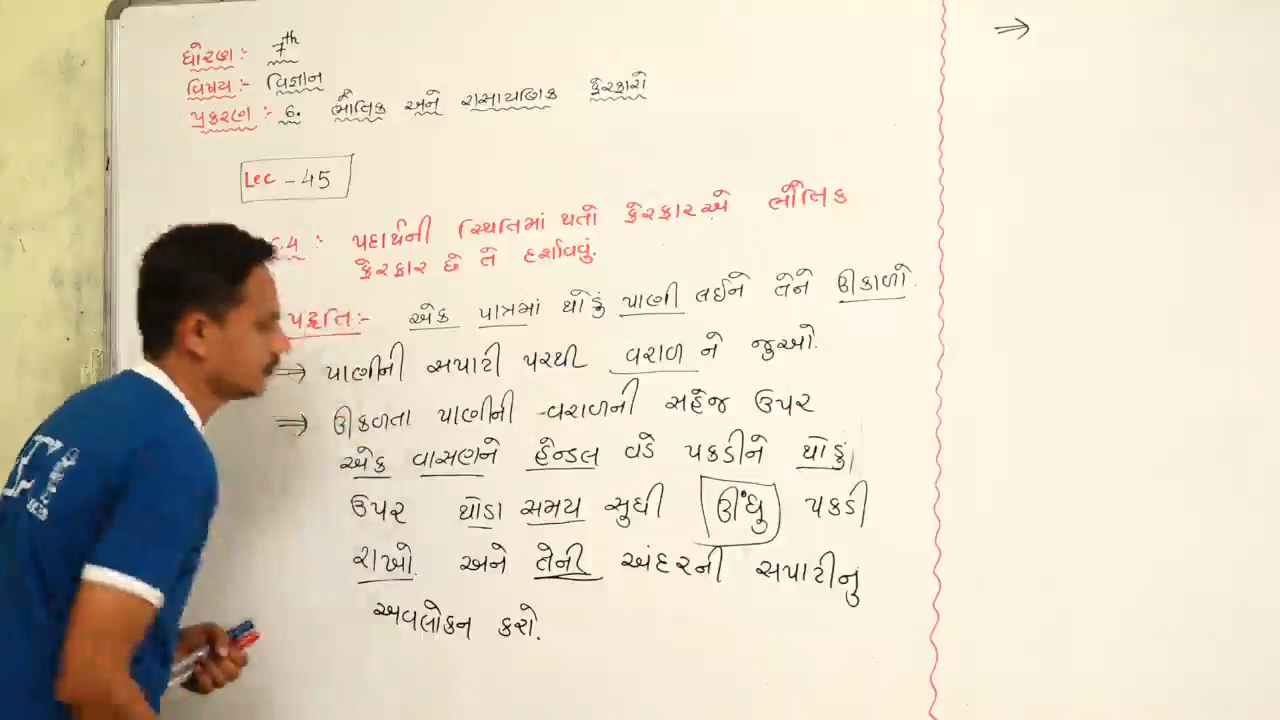 ધોરણ :- 7th
વિષય :- વિજ્ઞાન
પ્રકરણ :- 6. ભૌતિક અને રાસાયણિક ફેરફારો
Lec - 45
6.4 : પદાર્થની સ્થિતિમાં થતો ફેરફાર એ ભૌતિક
ફેરફાર છે તે દર્શાવવું.
પદ્ધતિ :- એક પાત્રમાં થોડું પાણી લઈને તેને ઊકાળો.
⇒ પાણીની સપાટી પરથી વરાળ ને જુઓ.
⇒ ઊકળતા પાણીની વરાળની સહેજ ઉપર
એક વાસણને હેન્ડલ વડે પકડીને થોડું
ઉપર થોડા સમય સુધી ઊંધુ પકડી
રાખો. અને તેની અંદરની સપાટીનુ
અવલોકન કરો.
⇒